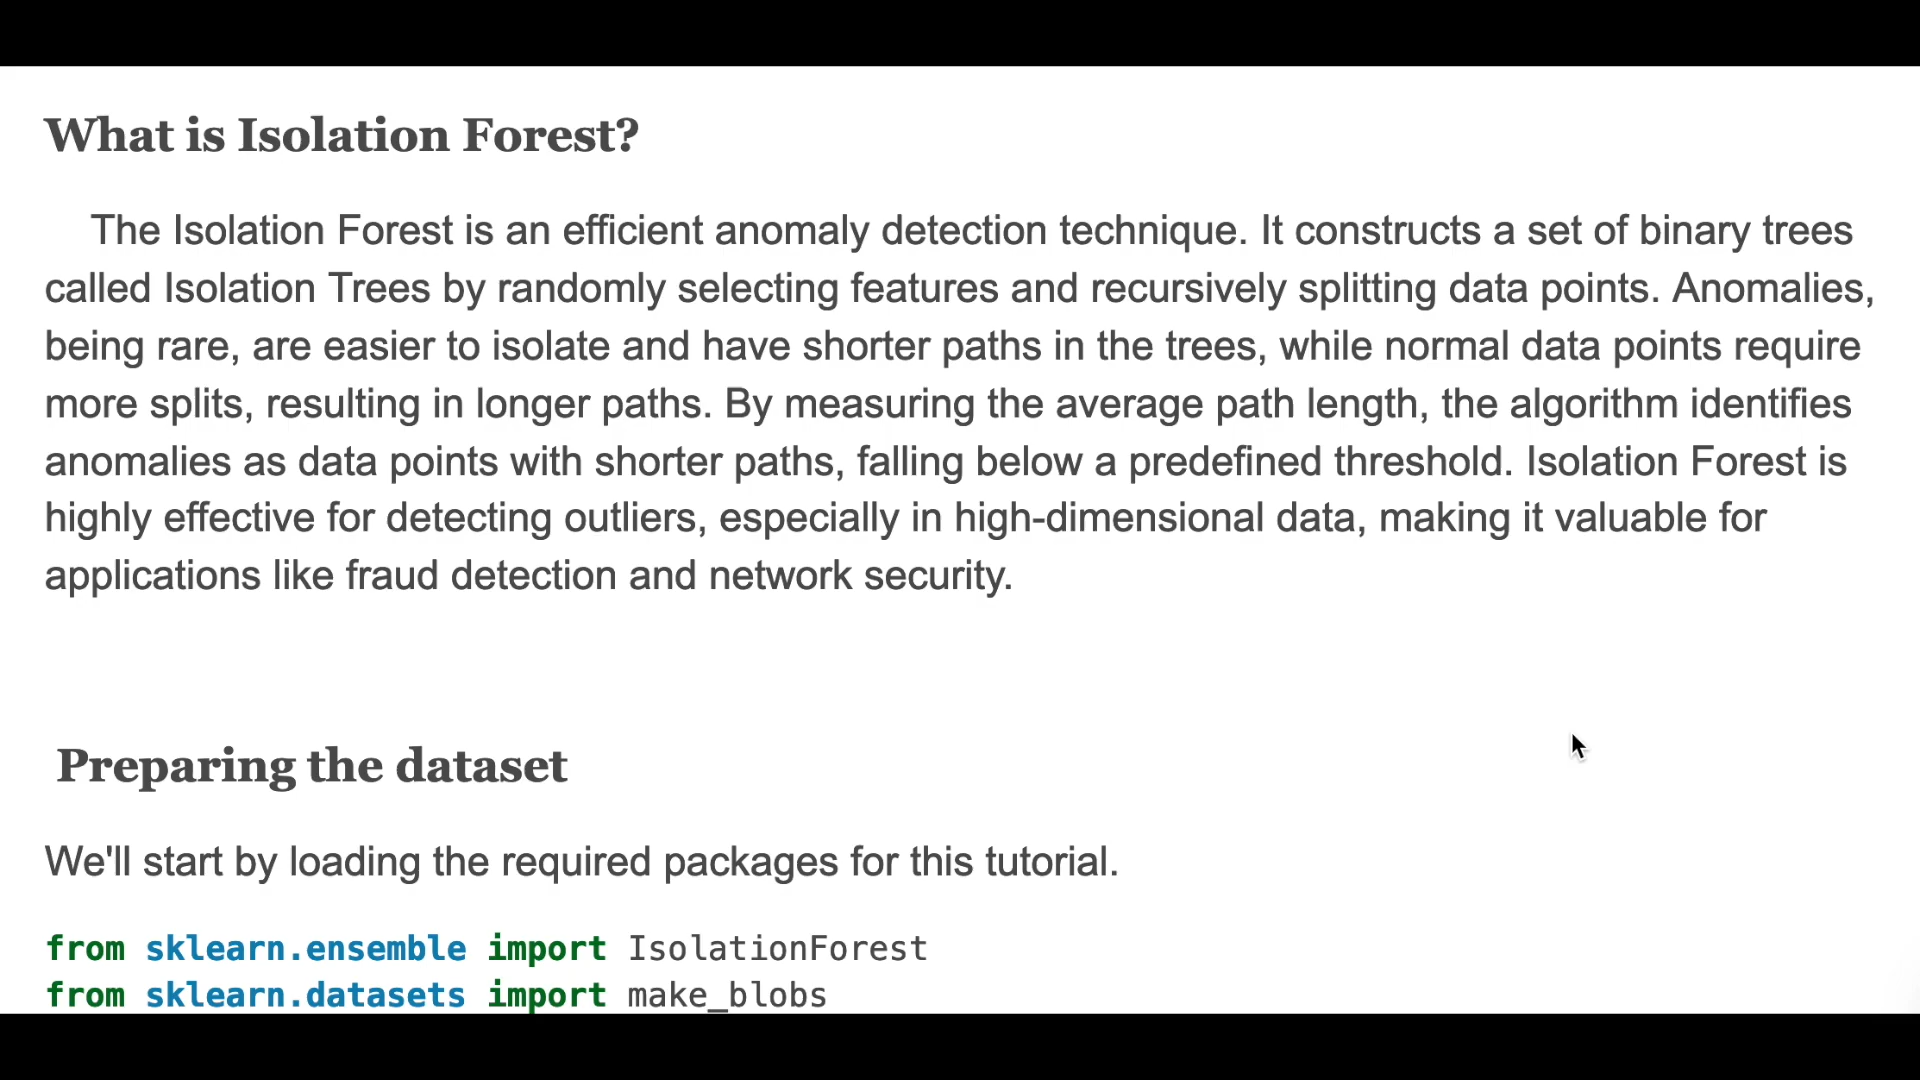 What is Isolation Forest?
The Isolation Forest is an efficient anomaly detection technique. It constructs a set of binary trees
called Isolation Trees by randomly selecting features and recursively splitting data points. Anomalies,
being rare, are easier to isolate and have shorter paths in the trees, while normal data points require
more splits, resulting in longer paths. By measuring the average path length, the algorithm identifies
anomalies as data points with shorter paths, falling below a predefined threshold. Isolation Forest is
highly effective for detecting outliers, especially in high-dimensional data, making it valuable for
applications like fraud detection and network security.
Preparing the dataset
We'll start by loading the required packages for this tutorial.
from sklearn.ensemble import IsolationForest
from sklearn.datasets import make_blobs